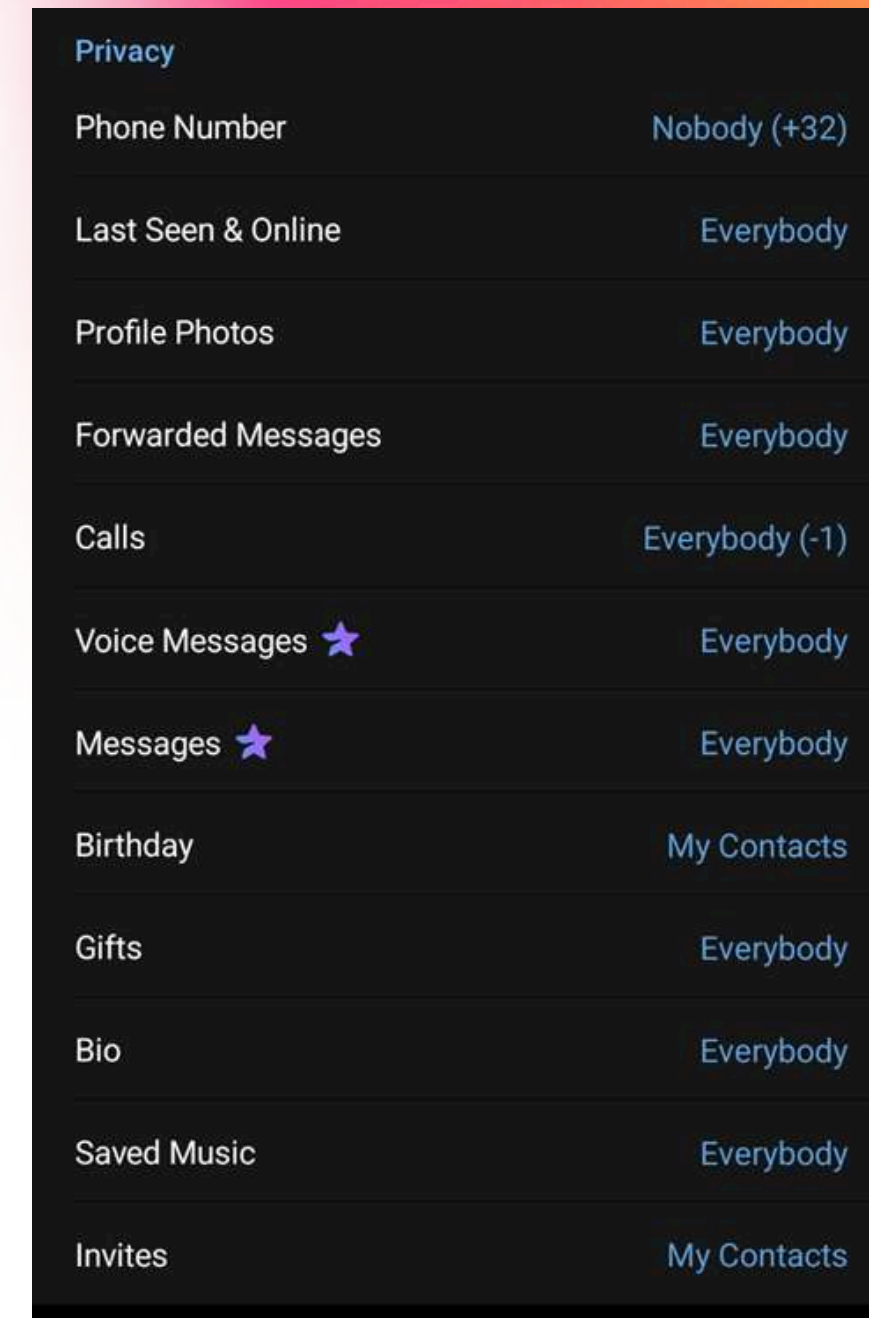 Privacy
Phone Number Nobody (+32)
Last Seen & Online Everybody
Profile Photos Everybody
Forwarded Messages Everybody
Calls Everybody (-1)
Voice Messages Everybody
Messages Everybody
Birthday My Contacts
Gifts Everybody
Bio Everybody
Saved Music Everybody
Invites My Contacts